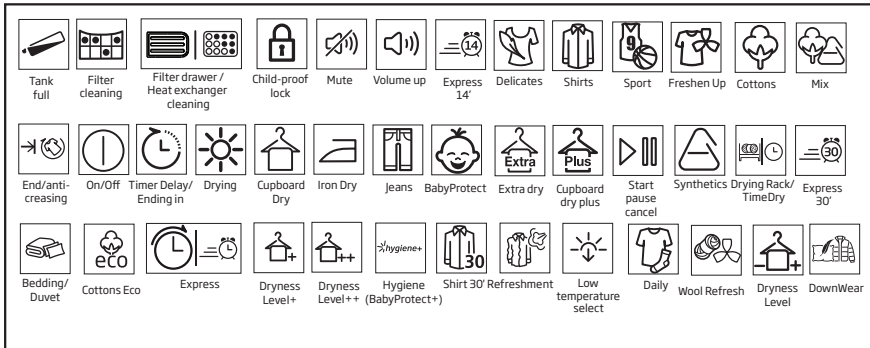 14
9
Tank full
Filter cleaning
Filter drawer / Heat exchanger cleaning
Child-proof lock
Mute
Volume up
Express 14'
Delicates
Shirts
Sport
Freshen Up
Cottons
Mix
Extra
Plus
30
End/anti-creasing
On/Off
Timer Delay/ Ending in
Drying
Cupboard Dry
Iron Dry
Jeans
BabyProtect
Extra dry
Cupboard dry plus
Start pause cancel
Synthetics
Drying Rack/ TimeDry
Express 30'
eco
+
++
hygiene+
30
- +
Bedding/ Duvet
Cottons Eco
Express
Dryness Level+
Dryness Level++
Hygiene (BabyProtect+)
Shirt 30'
Refreshment
Low temperature select
Daily
Wool Refresh
Dryness Level
DownWear